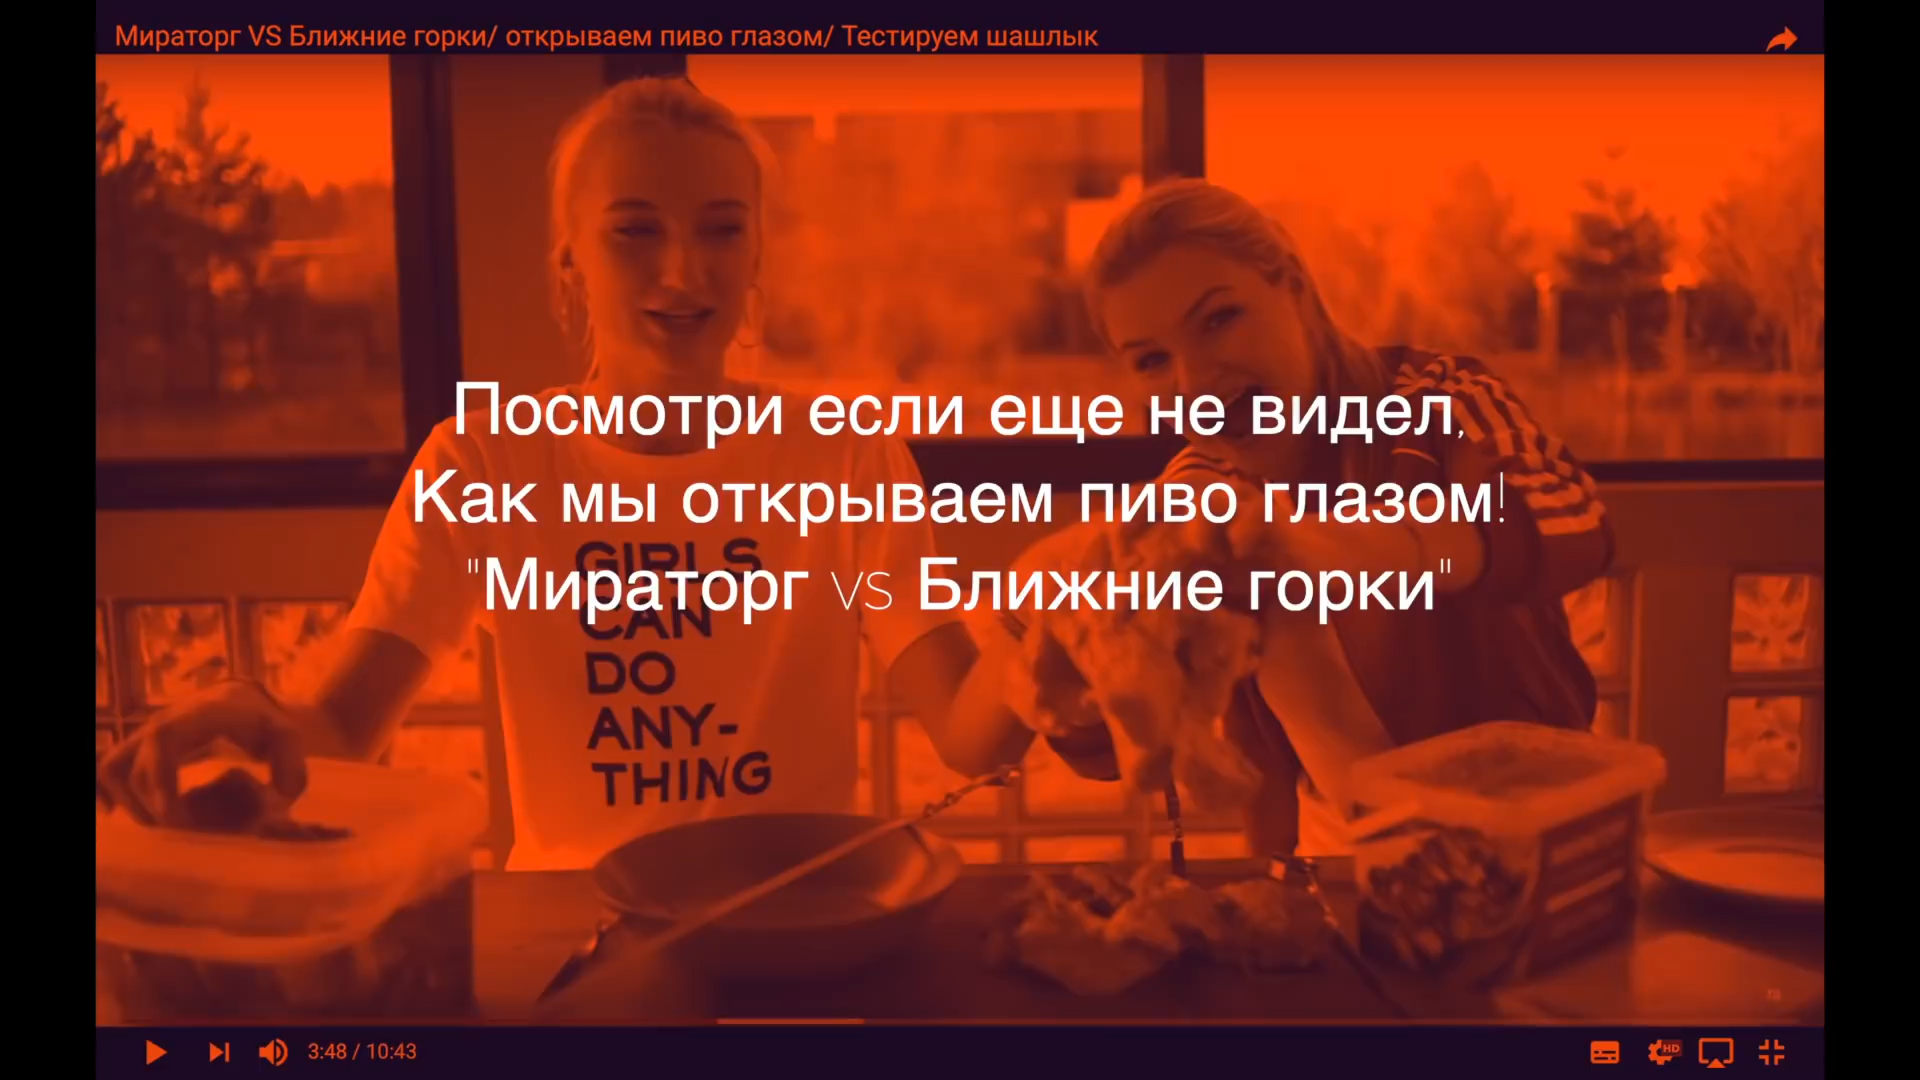 Мираторг VS Ближние горки/ открываем пиво глазом/ Тестируем шашлык
Посмотри если еще не видел,
Как мы открываем пиво глазом!
"Мираторг vs Ближние горки"
GIRLS
CAN
DO
ANY-
THING
3:48 / 10:43
HD